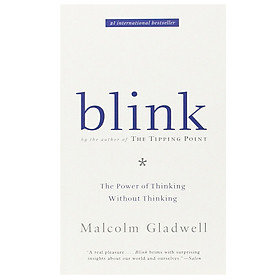 #1 international bestseller
blink
by the author of THE TIPPING POINT
*
The Power of Thinking
Without Thinking
Malcolm Gladwell
"A real pleasure. . . . Blink brims with surprising
insights about our world and ourselves." —Salon